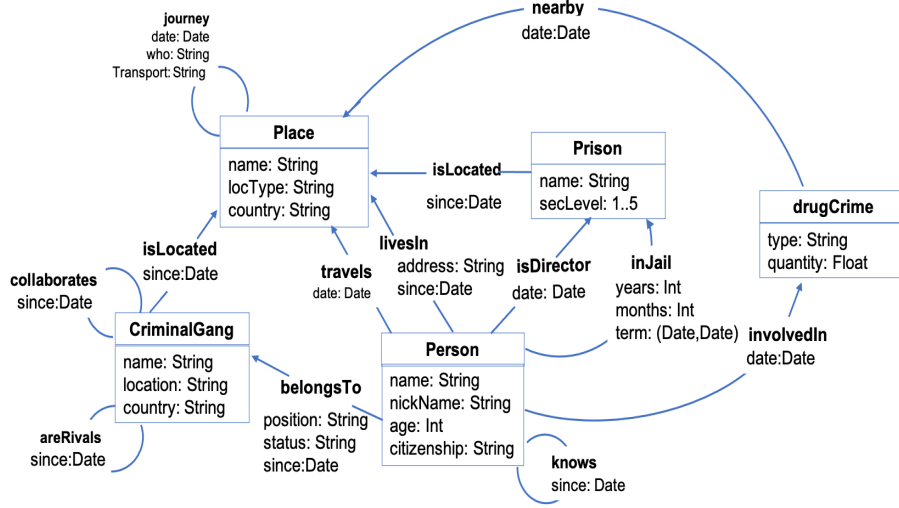 nearby
date:Date
journey
date: Date
who: String
Transport: String
Place
name: String
locType: String
country: String
Prison
name: String
secLevel: 1..5
isLocated
since:Date
drugCrime
type: String
quantity: Float
isLocated
since:Date
livesIn
address: String
since:Date
travels
date: Date
isDirector
date: Date
inJail
years: Int
months: Int
term: (Date,Date)
collaborates
since:Date
CriminalGang
name: String
location: String
country: String
involvedIn
date:Date
Person
name: String
nickName: String
age: Int
citizenship: String
belongsTo
position: String
status: String
since:Date
areRivals
since:Date
knows
since: Date